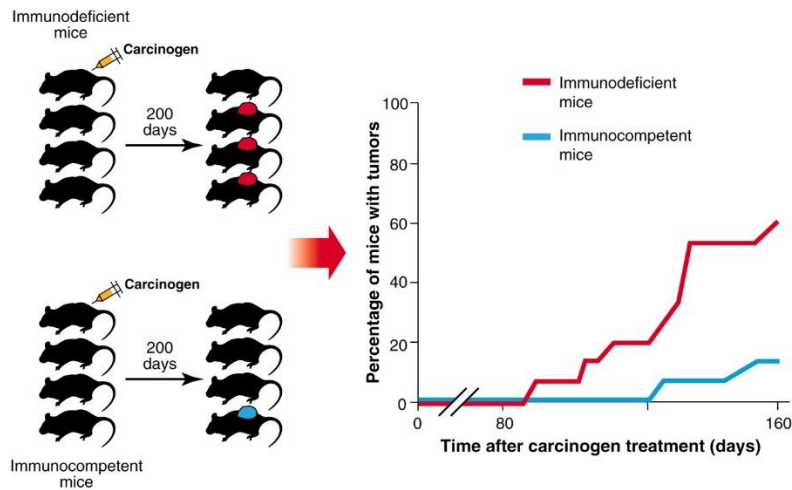 Immunodeficient
mice
Carcinogen
200
days
Carcinogen
200
days
Immunocompetent
mice
Immunodeficient
mice
Immunocompetent
mice
Percentage of mice with tumors
100
80
60
40
20
0
0
80
160
Time after carcinogen treatment (days)